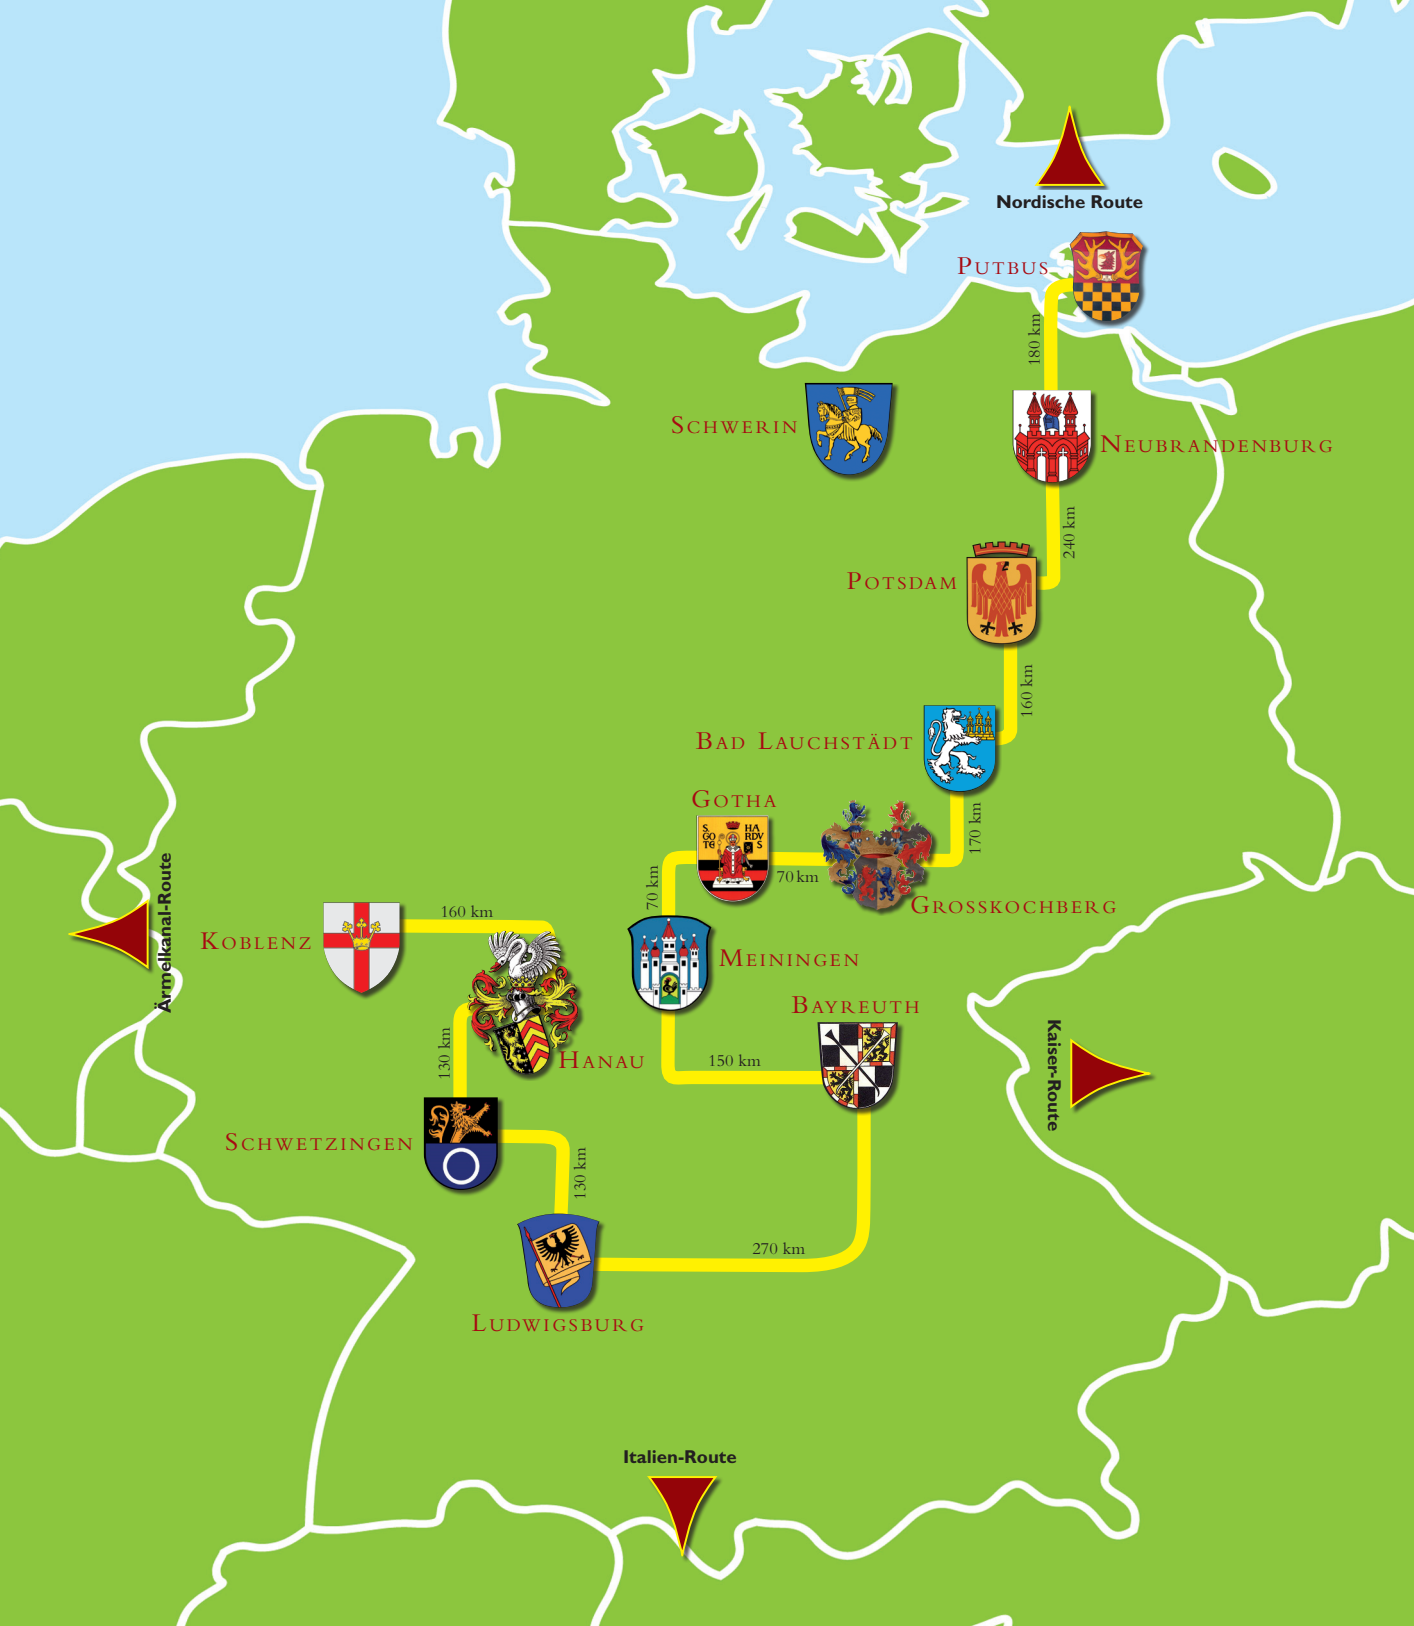 Nordische Route
PUTBUS
180 km
SCHWERIN
NEUBRANDENBURG
240 km
POTSDAM
160 km
BAD LAUCHSTÄDT
GOTHA
S. GOTE
HARDVS
170 km
70 km
70 km
GROSSKOCHBERG
Ärmelkanal-Route
160 km
KOBLENZ
MEININGEN
BAYREUTH
Kaiser-Route
130 km
HANAU
150 km
SCHWETZINGEN
130 km
270 km
LUDWIGSBURG
Italien-Route